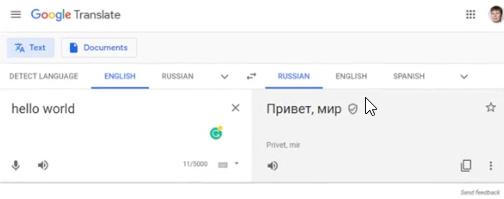 Google Translate
Text Documents
DETECT LANGUAGE ENGLISH RUSSIAN RUSSIAN ENGLISH SPANISH
hello world
Привет, мир
Privet, mir
11/5000
Send feedback